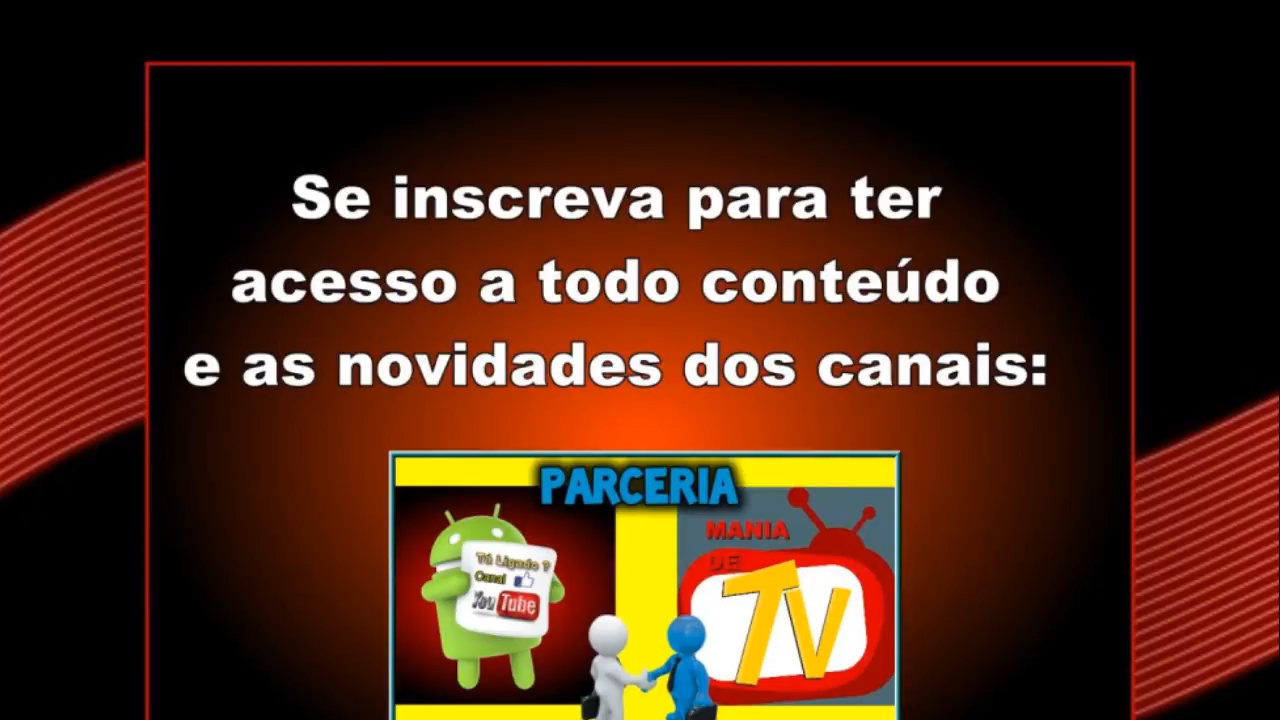 Se inscreva para ter
acesso a todo conteúdo
e as novidades dos canais:
PARCERIA
MANIA
DE
TV
Tá Ligado ?
Canal
YouTube